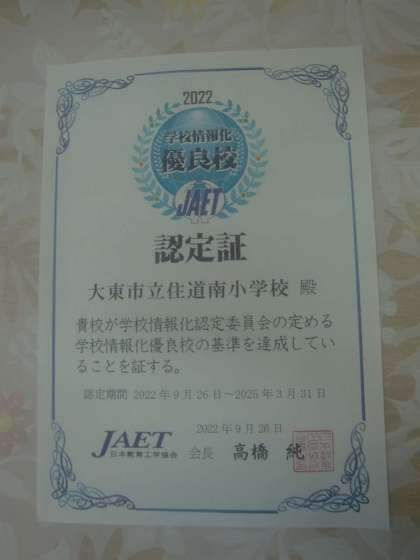 2022
学校情報化
優良校
JAET
認定証
大東市立住道南小学校 殿
貴校が学校情報化認定委員会の定める
学校情報化優良校の基準を達成してい
ることを証する。
認定期間 2022年9月26日～2025年3月31日
2022年9月26日
JAET
日本教育工学協会
会長 高橋 純